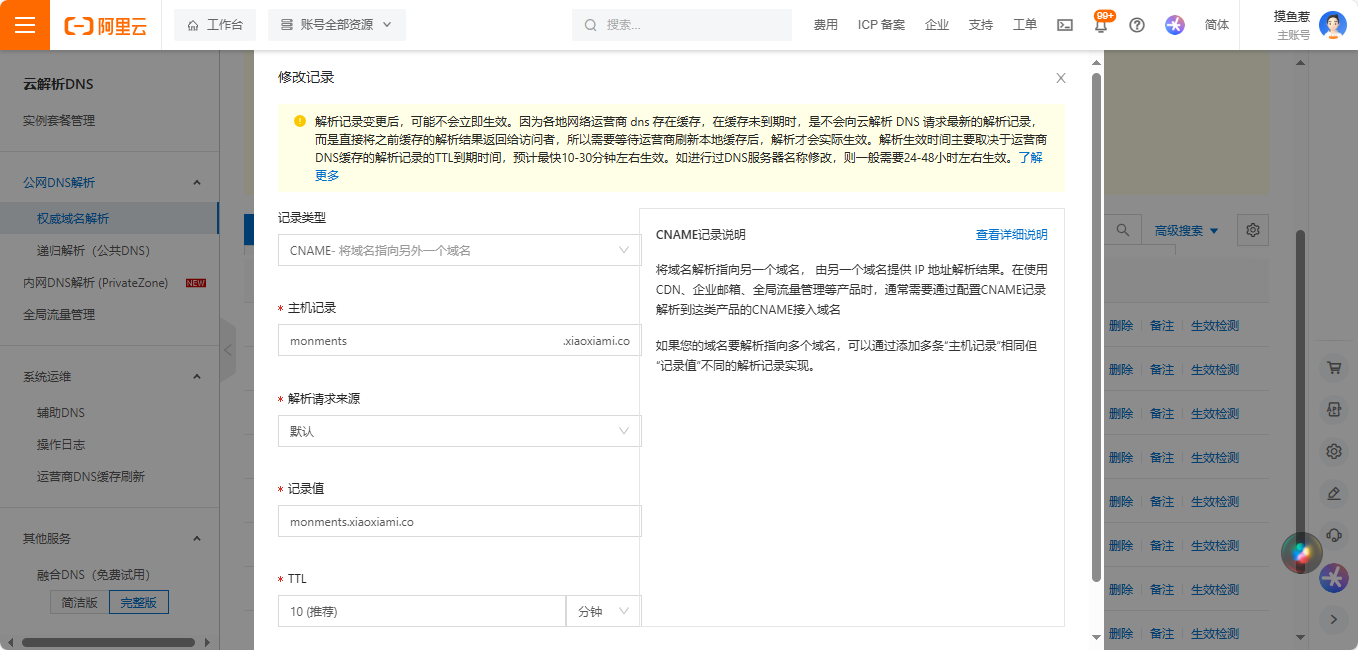 阿里云
工作台
账号全部资源
搜索...
费用
ICP 备案
企业
支持
工单
99+
简体
摸鱼惹
主账号
云解析DNS
实例套餐管理
公网DNS解析
权威域名解析
递归解析（公共DNS）
内网DNS解析 (PrivateZone)
NEW
全局流量管理
系统运维
辅助DNS
操作日志
运营商DNS缓存刷新
其他服务
融合DNS（免费试用）
简洁版
完整版
修改记录
解析记录变更后，可能不会立即生效。因为各地网络运营商 dns 存在缓存，在缓存未到期时，是不会向云解析 DNS 请求最新的解析记录，
而是直接将之前缓存的解析结果返回给访问者，所以需要等待运营商刷新本地缓存后，解析才会实际生效。解析生效时间主要取决于运营商
DNS缓存的解析记录的TTL到期时间，预计最快10-30分钟左右生效。如进行过DNS服务器名称修改，则一般需要24-48小时左右生效。了解
更多
记录类型
CNAME- 将域名指向另外一个域名
* 主机记录
monments
.xiaoxiami.co
* 解析请求来源
默认
* 记录值
monments.xiaoxiami.co
* TTL
10 (推荐)
分钟
CNAME记录说明
查看详细说明
将域名解析指向另一个域名， 由另一个域名提供 IP 地址解析结果。在使用
CDN、企业邮箱、全局流量管理等产品时，通常需要通过配置CNAME记录
解析到这类产品的CNAME接入域名
如果您的域名要解析指向多个域名，可以通过添加多条“主机记录”相同但
“记录值”不同的解析记录实现。
高级搜索
删除 备注 生效检测
删除 备注 生效检测
删除 备注 生效检测
删除 备注 生效检测
删除 备注 生效检测
删除 备注 生效检测
删除 备注 生效检测
删除 备注 生效检测